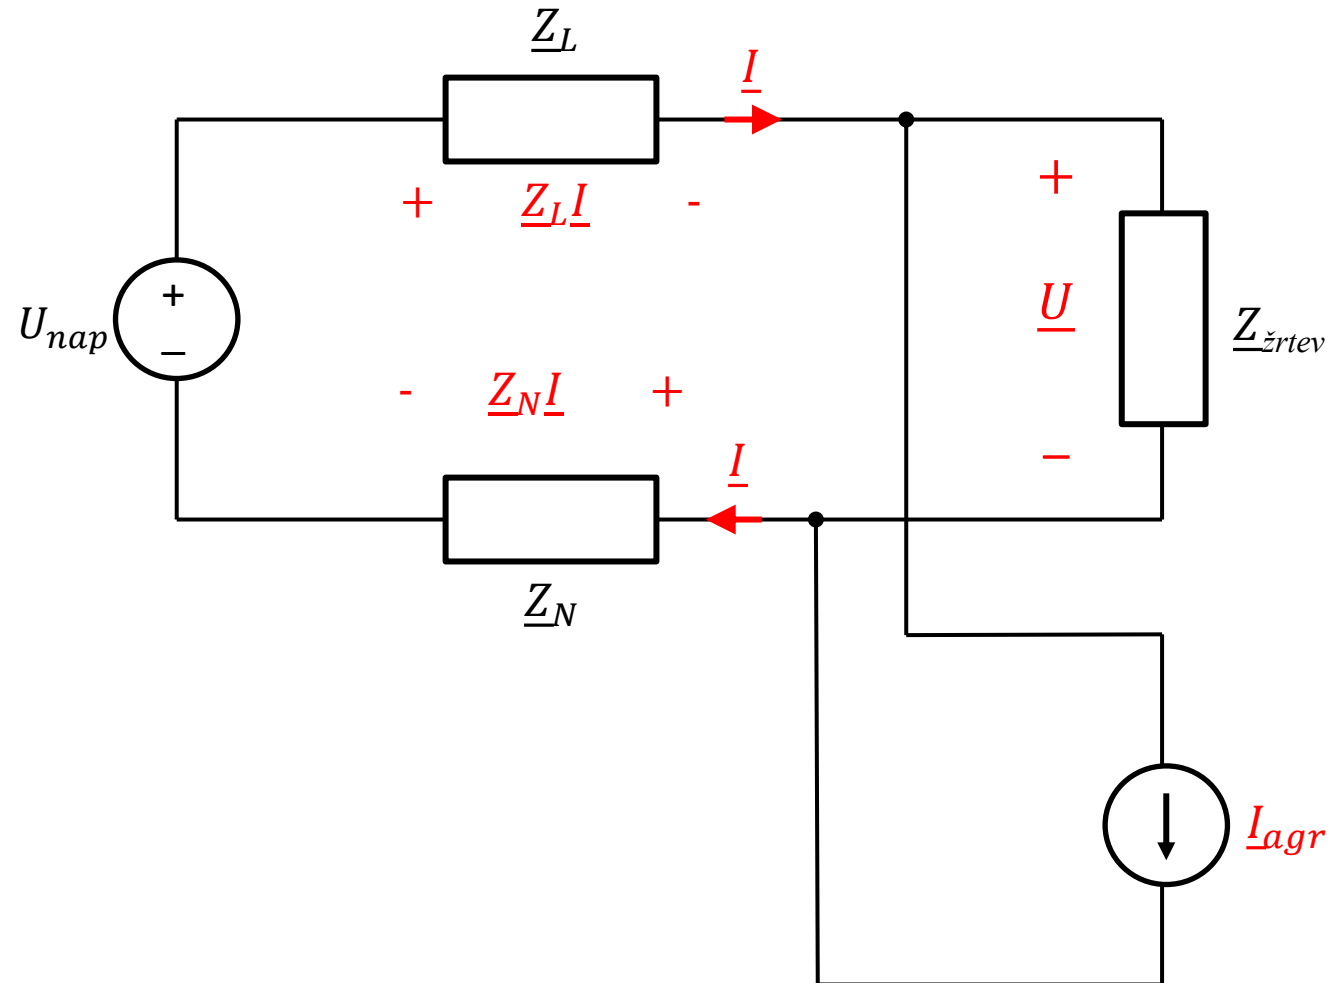 Z_L
I
+ Z_L I -
+
U_nap
+
−
U
Z_žrtev
- Z_N I +
I
−
Z_N
I_agr